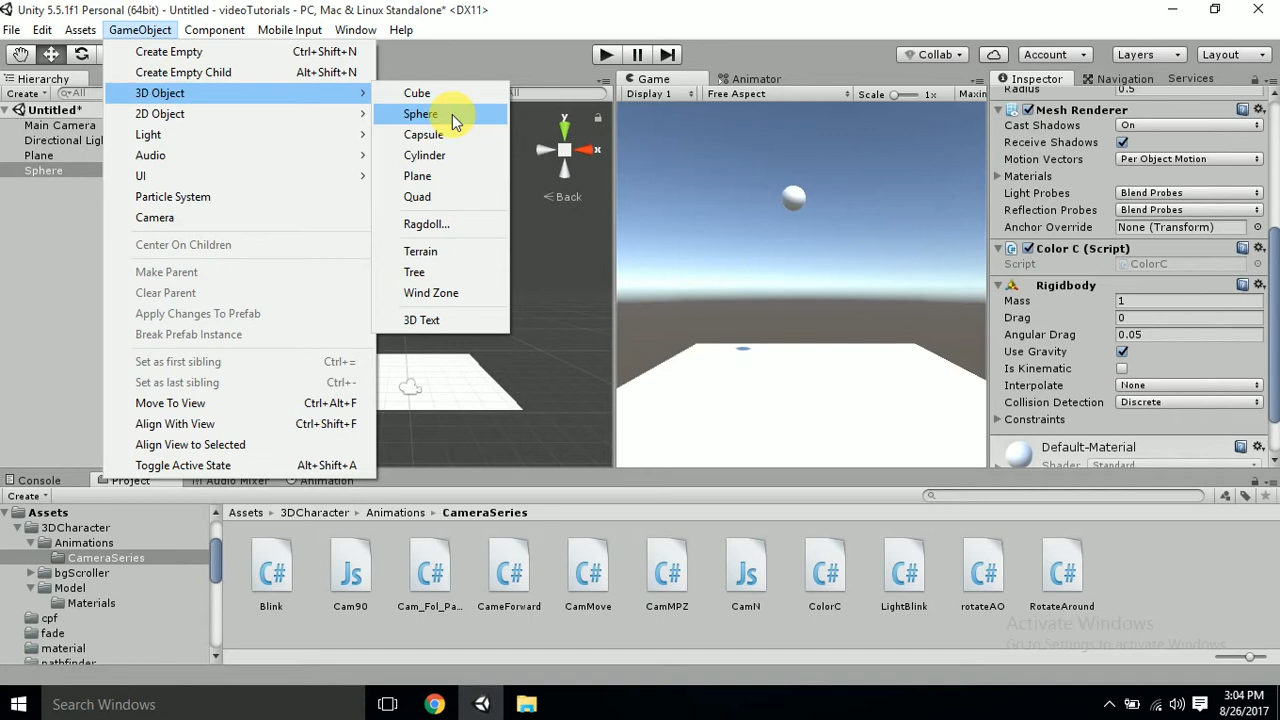 Unity 5.5.1f1 Personal (64bit) - Untitled - videoTutorials - PC, Mac & Linux Standalone* <DX11>
File Edit Assets GameObject Component Mobile Input Window Help
Collab Account Layers Layout
Create Empty Ctrl+Shift+N
Create Empty Child Alt+Shift+N
3D Object
2D Object
Light
Audio
UI
Particle System
Camera
Center On Children
Make Parent
Clear Parent
Apply Changes To Prefab
Break Prefab Instance
Set as first sibling Ctrl+=
Set as last sibling Ctrl+-
Move To View Ctrl+Alt+F
Align With View Ctrl+Shift+F
Align View to Selected
Toggle Active State Alt+Shift+A
Cube
Sphere
Capsule
Cylinder
Plane
Quad
Ragdoll...
Terrain
Tree
Wind Zone
3D Text
Hierarchy
Create All
Untitled*
Main Camera
Directional Ligh
Plane
Sphere
All
y
x
Back
Game Animator
Display 1 Free Aspect Scale 1x Maxin
Inspector Navigation Services
Radius 0.5
Mesh Renderer
Cast Shadows On
Receive Shadows
Motion Vectors Per Object Motion
Materials
Light Probes Blend Probes
Reflection Probes Blend Probes
Anchor Override None (Transform)
Color C (Script)
Script ColorC
Rigidbody
Mass 1
Drag 0
Angular Drag 0.05
Use Gravity
Is Kinematic
Interpolate None
Collision Detection Discrete
Constraints
Default-Material
Shader Standard
Console Project Audio Mixer Animation
Create
Assets
3DCharacter
Animations
CameraSeries
bgScroller
Model
Materials
cpf
fade
material
pathfinder
Assets 3DCharacter Animations CameraSeries
C# Js C# C# C# C# Js C# C# C# C#
Blink Cam90 Cam_Fol_Pa... CameForward CamMove CamMPZ CamN ColorC LightBlink rotateAO RotateAround
Activate Windows
Go to Settings to activate Windows.
Search Windows
3:04 PM
8/26/2017